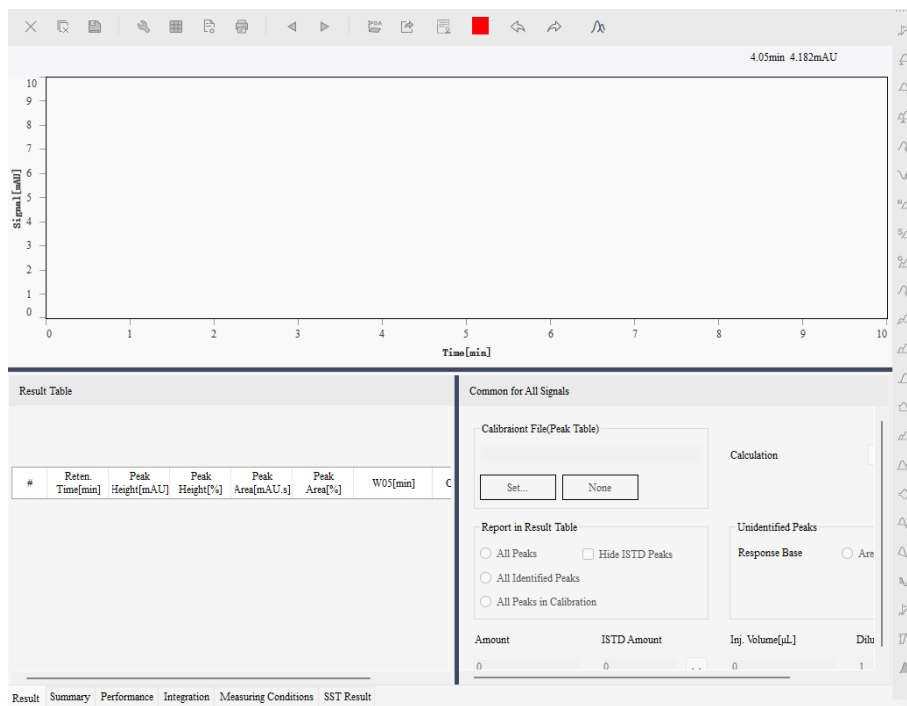 PDA
4.05min 4.182mAU
10
9
8
7
6
5
4
3
2
1
0
Signal[mAU]
0 1 2 3 4 5 6 7 8 9 10
Time[min]
Result Table
# Reten. Time[min] Peak Height[mAU] Peak Height[%] Peak Area[mAU.s] Peak Area[%] W05[min] C
Common for All Signals
Calibraiont File(Peak Table)
Calculation
Set... None
Report in Result Table
Unidentified Peaks
All Peaks Hide ISTD Peaks
Response Base Are
All Identified Peaks
All Peaks in Calibration
Amount ISTD Amount Inj. Volume[μL] Dilu
0 0 .. 0 1
Result Summary Performance Integration Measuring Conditions SST Result
N
S
G